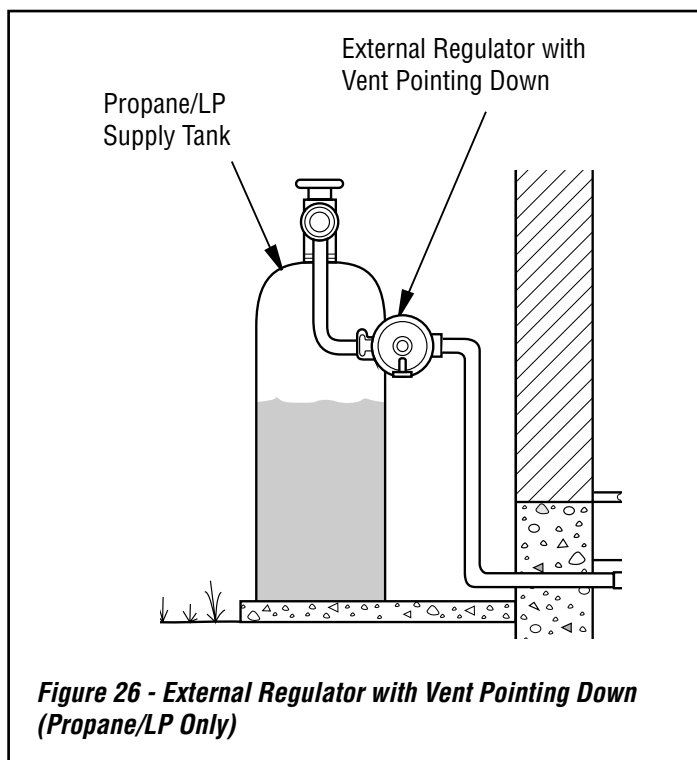 External Regulator with
Vent Pointing Down
Propane/LP
Supply Tank
Figure 26 - External Regulator with Vent Pointing Down
(Propane/LP Only)